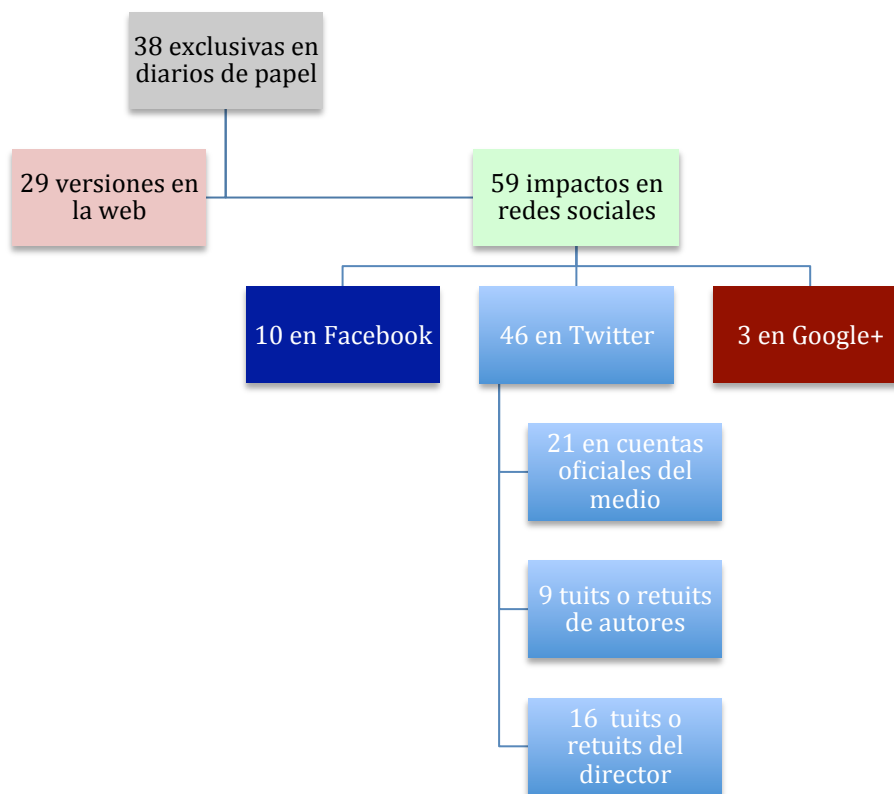 38 exclusivas en
diarios de papel
29 versiones en
la web
59 impactos en
redes sociales
10 en Facebook
46 en Twitter
3 en Google+
21 en cuentas
oficiales del
medio
9 tuits o retuits
de autores
16  tuits o
retuits del
director